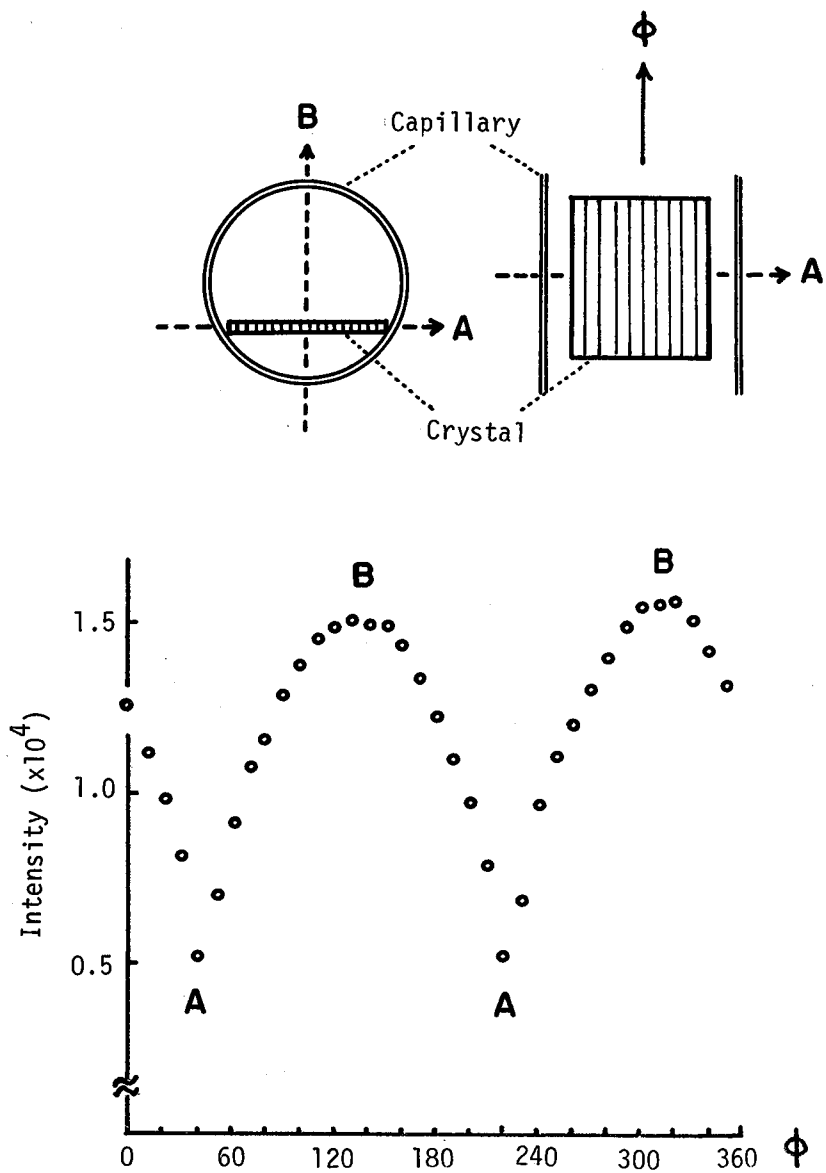 ϕ
B
Capillary
A
A
Crystal
B
B
1.5
1.0
0.5
Intensity (x10⁴)
A
A
0
60
120
180
240
300
360
ϕ